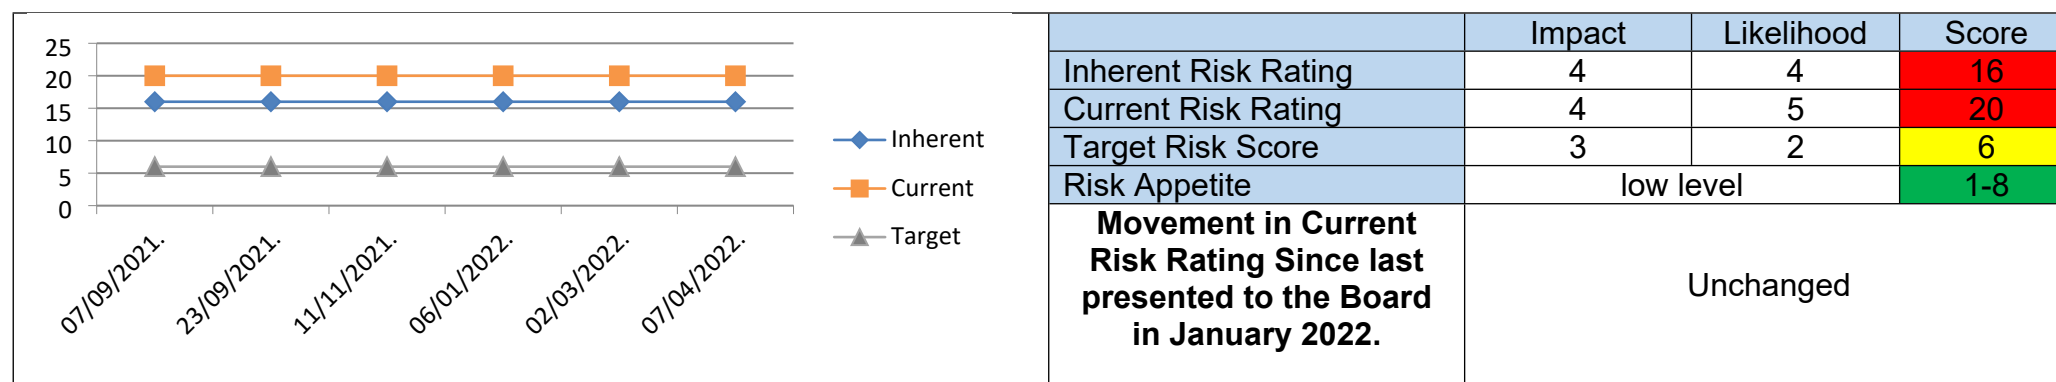 25
20
15
10
5
0
07/09/2021.
23/09/2021.
11/11/2021.
06/01/2022.
02/03/2022.
07/04/2022.
Inherent
Current
Target
Impact Likelihood Score
Inherent Risk Rating 4 4 16
Current Risk Rating 4 5 20
Target Risk Score 3 2 6
Risk Appetite low level 1-8
Movement in Current
Risk Rating Since last
presented to the Board
in January 2022.
Unchanged